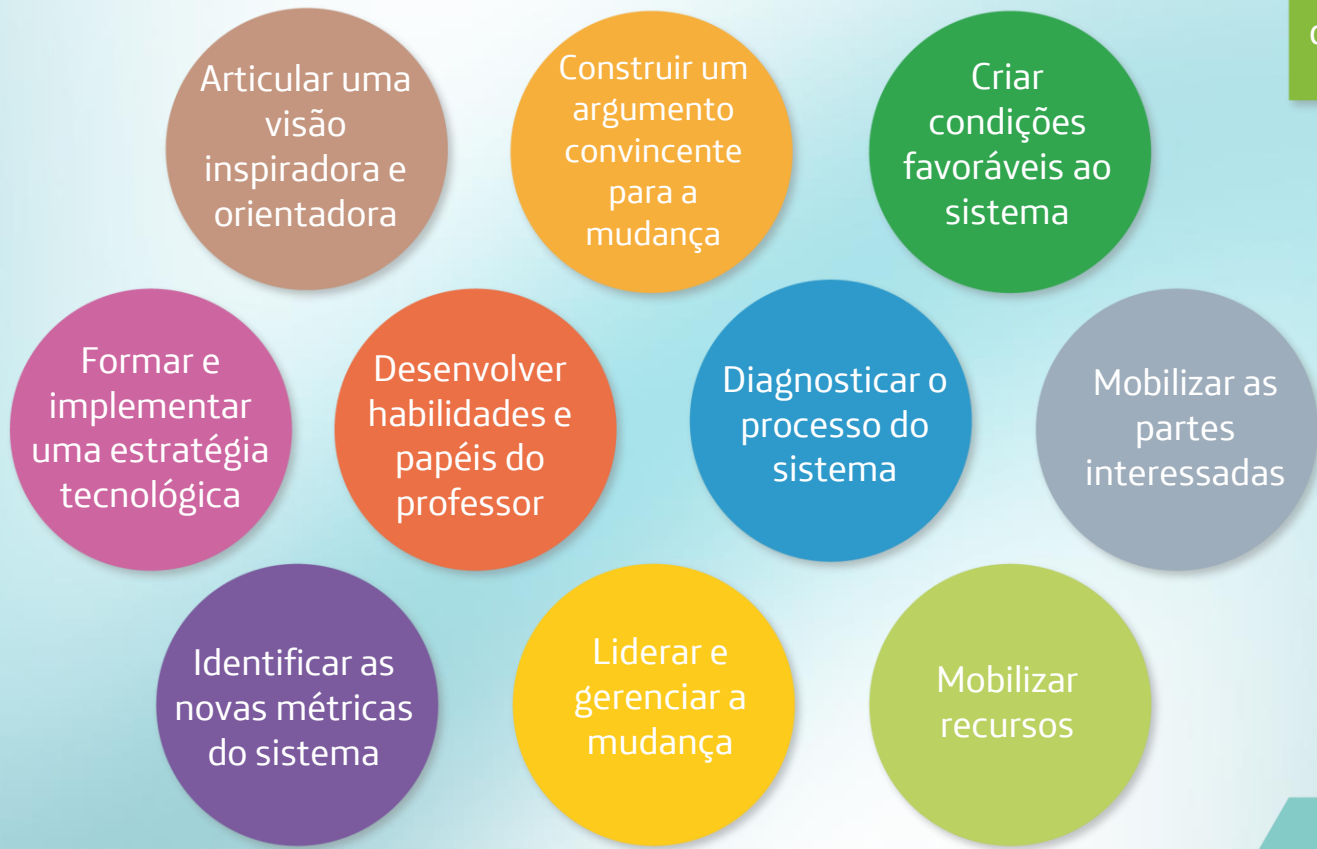 Articular uma
visão
inspiradora e
orientadora
Construir um
argumento
convincente
para a
mudança
Criar
condições
favoráveis ao
sistema
Formar e
implementar
uma estratégia
tecnológica
Desenvolver
habilidades e
papéis do
professor
Diagnosticar o
processo do
sistema
Mobilizar as
partes
interessadas
Identificar as
novas métricas
do sistema
Liderar e
gerenciar a
mudança
Mobilizar
recursos